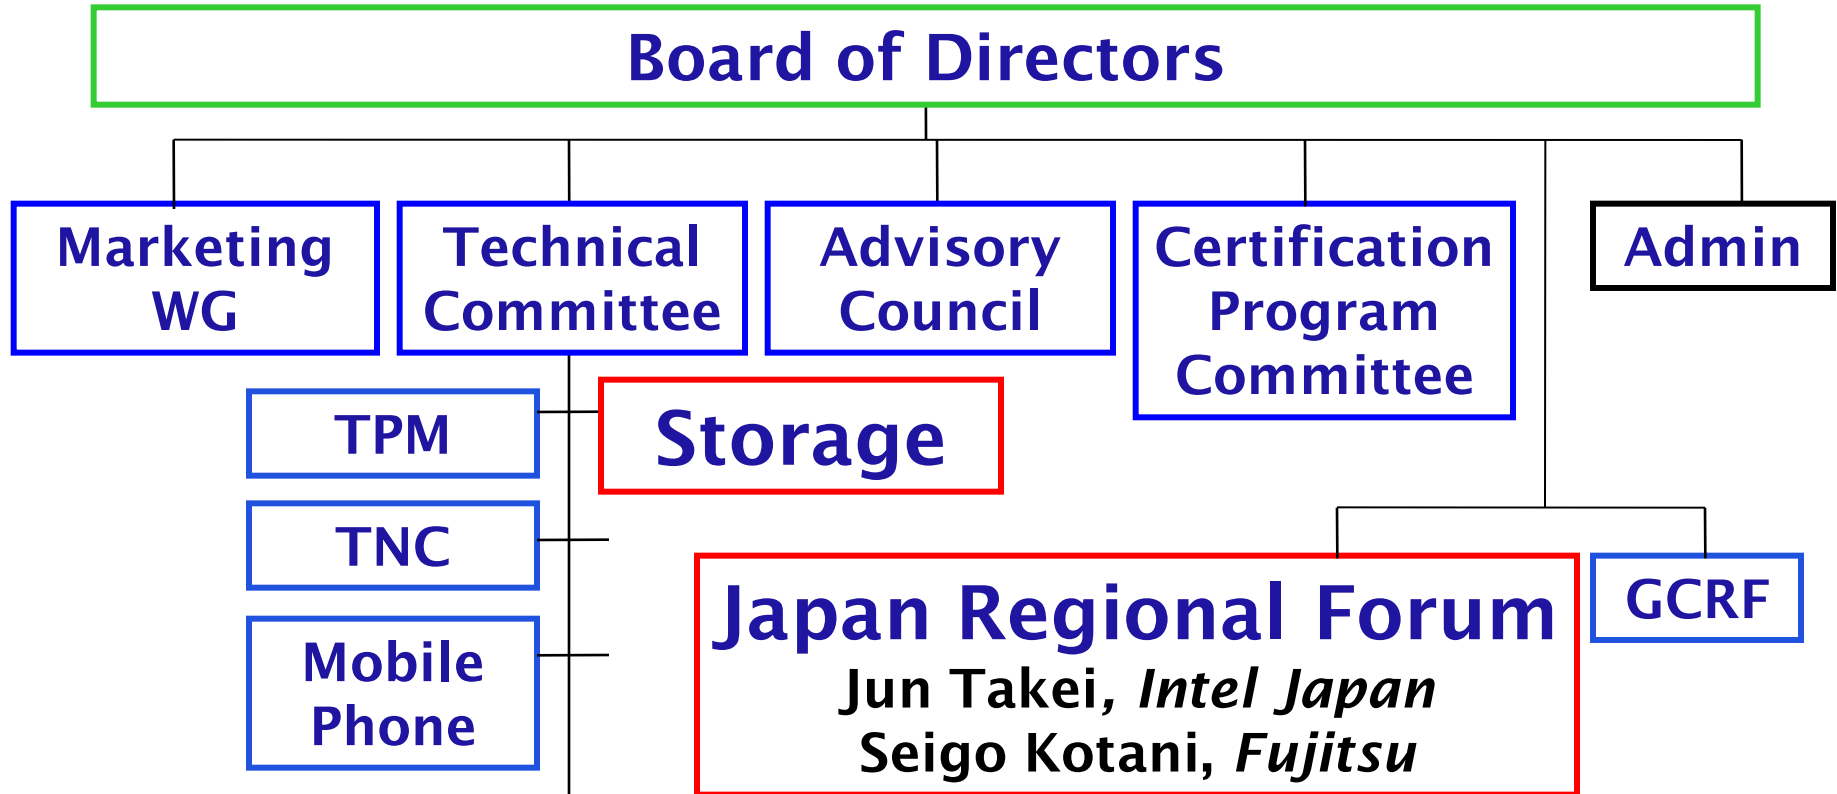 Board of Directors
Marketing
WG
Technical
Committee
Advisory
Council
Certification
Program
Committee
Admin
TPM
Storage
TNC
Mobile
Phone
Japan Regional Forum
Jun Takei, Intel Japan
Seigo Kotani, Fujitsu
GCRF